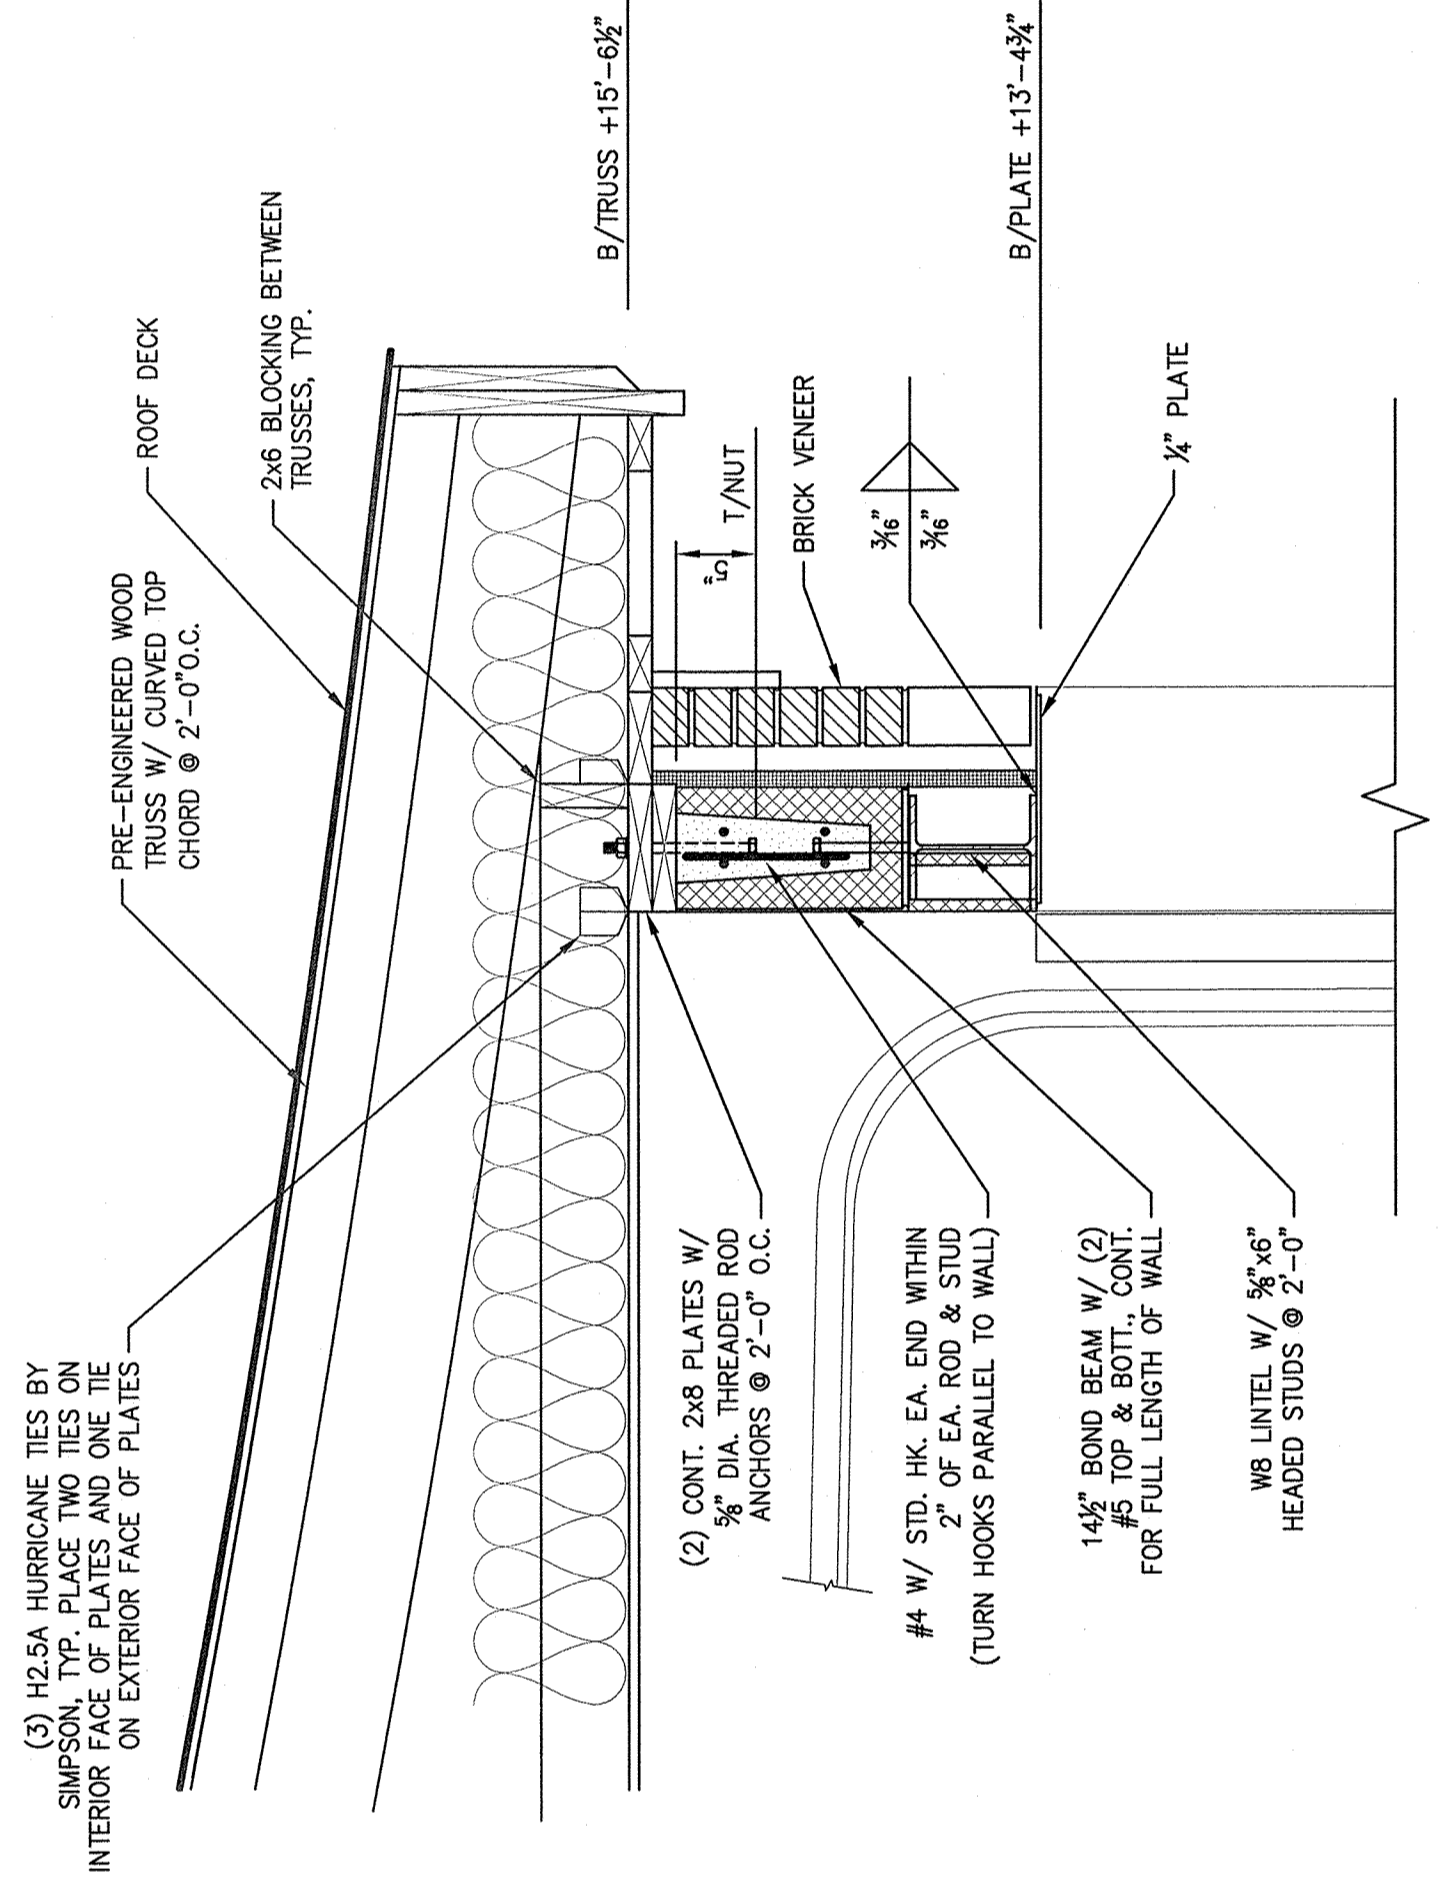 (3) H2.5A HURRICANE TIES BY
SIMPSON, TYP. PLACE TWO TIES ON
INTERIOR FACE OF PLATES AND ONE TIE
ON EXTERIOR FACE OF PLATES
PRE-ENGINEERED WOOD
TRUSS W/ CURVED TOP
CHORD @ 2'-0"O.C.
ROOF DECK
2x6 BLOCKING BETWEEN
TRUSSES, TYP.
B/TRUSS +15'-6½"
5"
T/NUT
BRICK VENEER
3/16"
3/16"
B/PLATE +13'-4¾"
¼" PLATE
(2) CONT. 2x8 PLATES W/
⅝" DIA. THREADED ROD
ANCHORS @ 2'-0" O.C.
#4 W/ STD. HK. EA. END WITHIN
2" OF EA. ROD & STUD
(TURN HOOKS PARALLEL TO WALL)
14½" BOND BEAM W/ (2)
#5 TOP & BOTT., CONT.
FOR FULL LENGTH OF WALL
W8 LINTEL W/ ⅝"x6"
HEADED STUDS @ 2'-0"